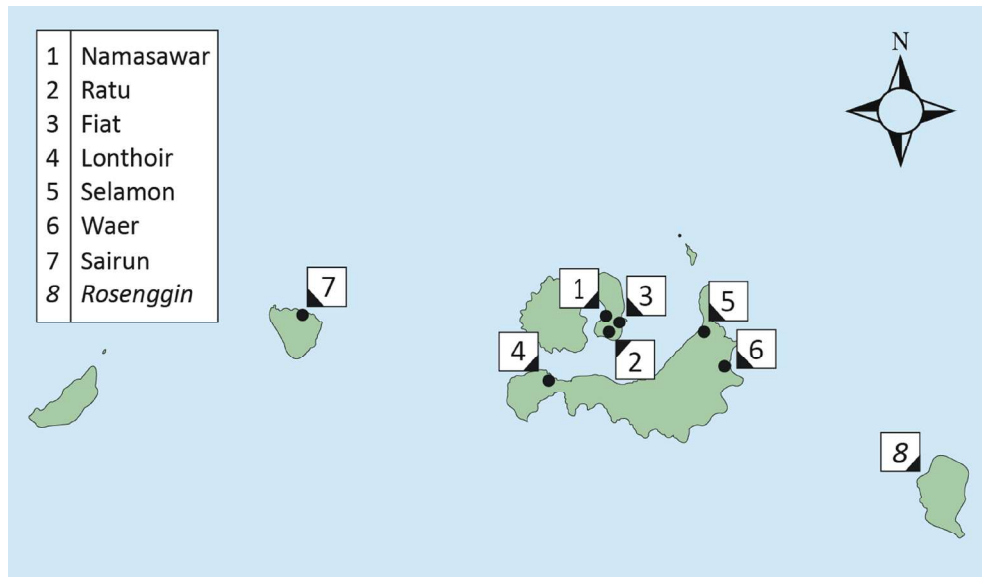 1 Namasawar
2 Ratu
3 Fiat
4 Lonthoir
5 Selamon
6 Waer
7 Sairun
8 Rosenggin
N
7
1
3
5
4
2
6
8